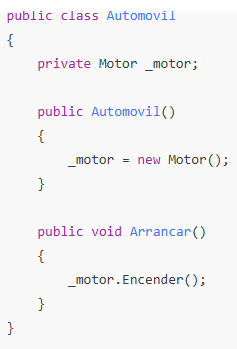 public class Automovil
{
    private Motor _motor;

    public Automovil()
    {
        _motor = new Motor();
    }

    public void Arrancar()
    {
        _motor.Encender();
    }
}